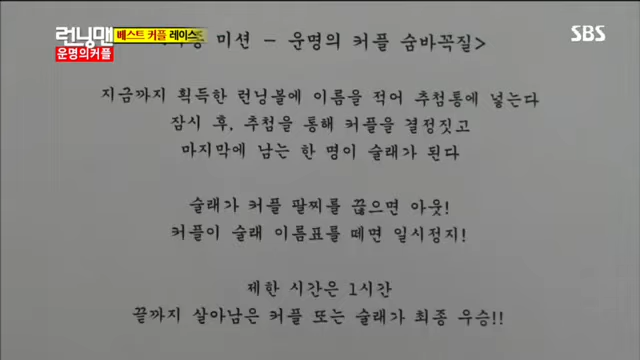 런닝맨
운명의커플
베스트 커플 레이스
SBS
미션 - 운명의 커플 숨바꼭질>
지금까지 획득한 런닝볼에 이름을 적어 추첨통에 넣는다
잠시 후, 추첨을 통해 커플을 결정짓고
마지막에 남는 한 명이 술래가 된다
술래가 커플 팔찌를 끊으면 아웃!
커플이 술래 이름표를 떼면 일시정지!
제한 시간은 1시간
끝까지 살아남은 커플 또는 술래가 최종 우승!!